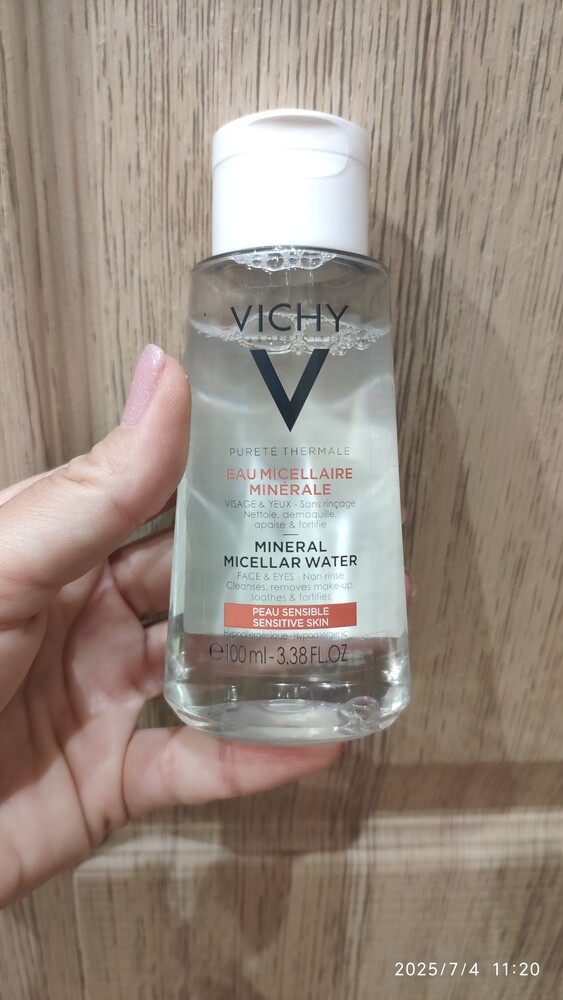 VICHY
PURETÉ THERMALE
EAU MICELLAIRE
MINÉRALE
VISAGE & YEUX - Sans rinçage
Nettoie, démaquille,
apaise & fortifie
MINERAL
MICELLAR WATER
FACE & EYES - Non-rinse
Cleanses, removes make-up,
soothes & fortifies
PEAU SENSIBLE
SENSITIVE SKIN
Hypoallergénique - Hypoallergenic
℮100 ml - 3.38 FL.OZ
2025/7/4 11:20